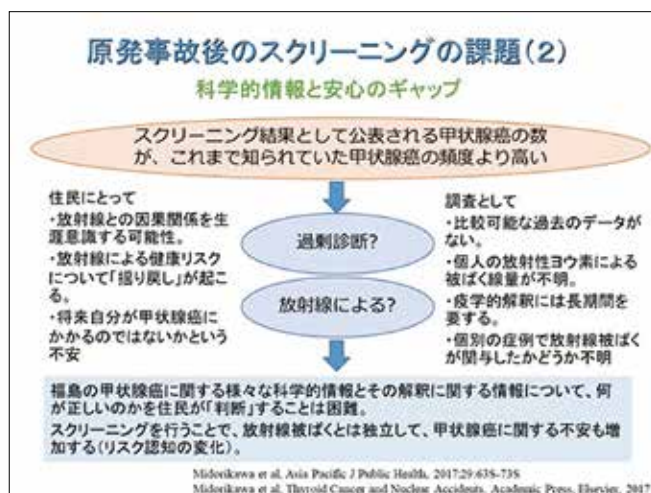 原発事故後のスクリーニングの課題(2)
科学的情報と安心のギャップ
スクリーニング結果として公表される甲状腺癌の数
が、これまで知られていた甲状腺癌の頻度より高い
住民にとって
・放射線との因果関係を生
涯意識する可能性。
・放射線による健康リスク
について「揺り戻し」が起こ
る。
・将来自分が甲状腺癌に
かかるのではないかという
不安
過剰診断?
放射線による?
調査として
・比較可能な過去のデータが
ない。
・個人の放射性ヨウ素による
被ばく線量が不明。
・疫学的解釈には長期間を
要する。
・個別の症例で放射線被ばく
が関与したかどうか不明
福島の甲状腺癌に関する様々な科学的情報とその解釈に関する情報について、何
が正しいのかを住民が「判断」することは困難。
スクリーニングを行うことで、放射線被ばくとは独立して、甲状腺癌に関する不安も増
加する(リスク認知の変化)。
Midorikawa et al, Asia Pacific J Public Health, 2017;29:63S-73S
Midorikawa et al, Thyroid Cancer and Nuclear Accidents, Academic Press, Elsevier, 2017